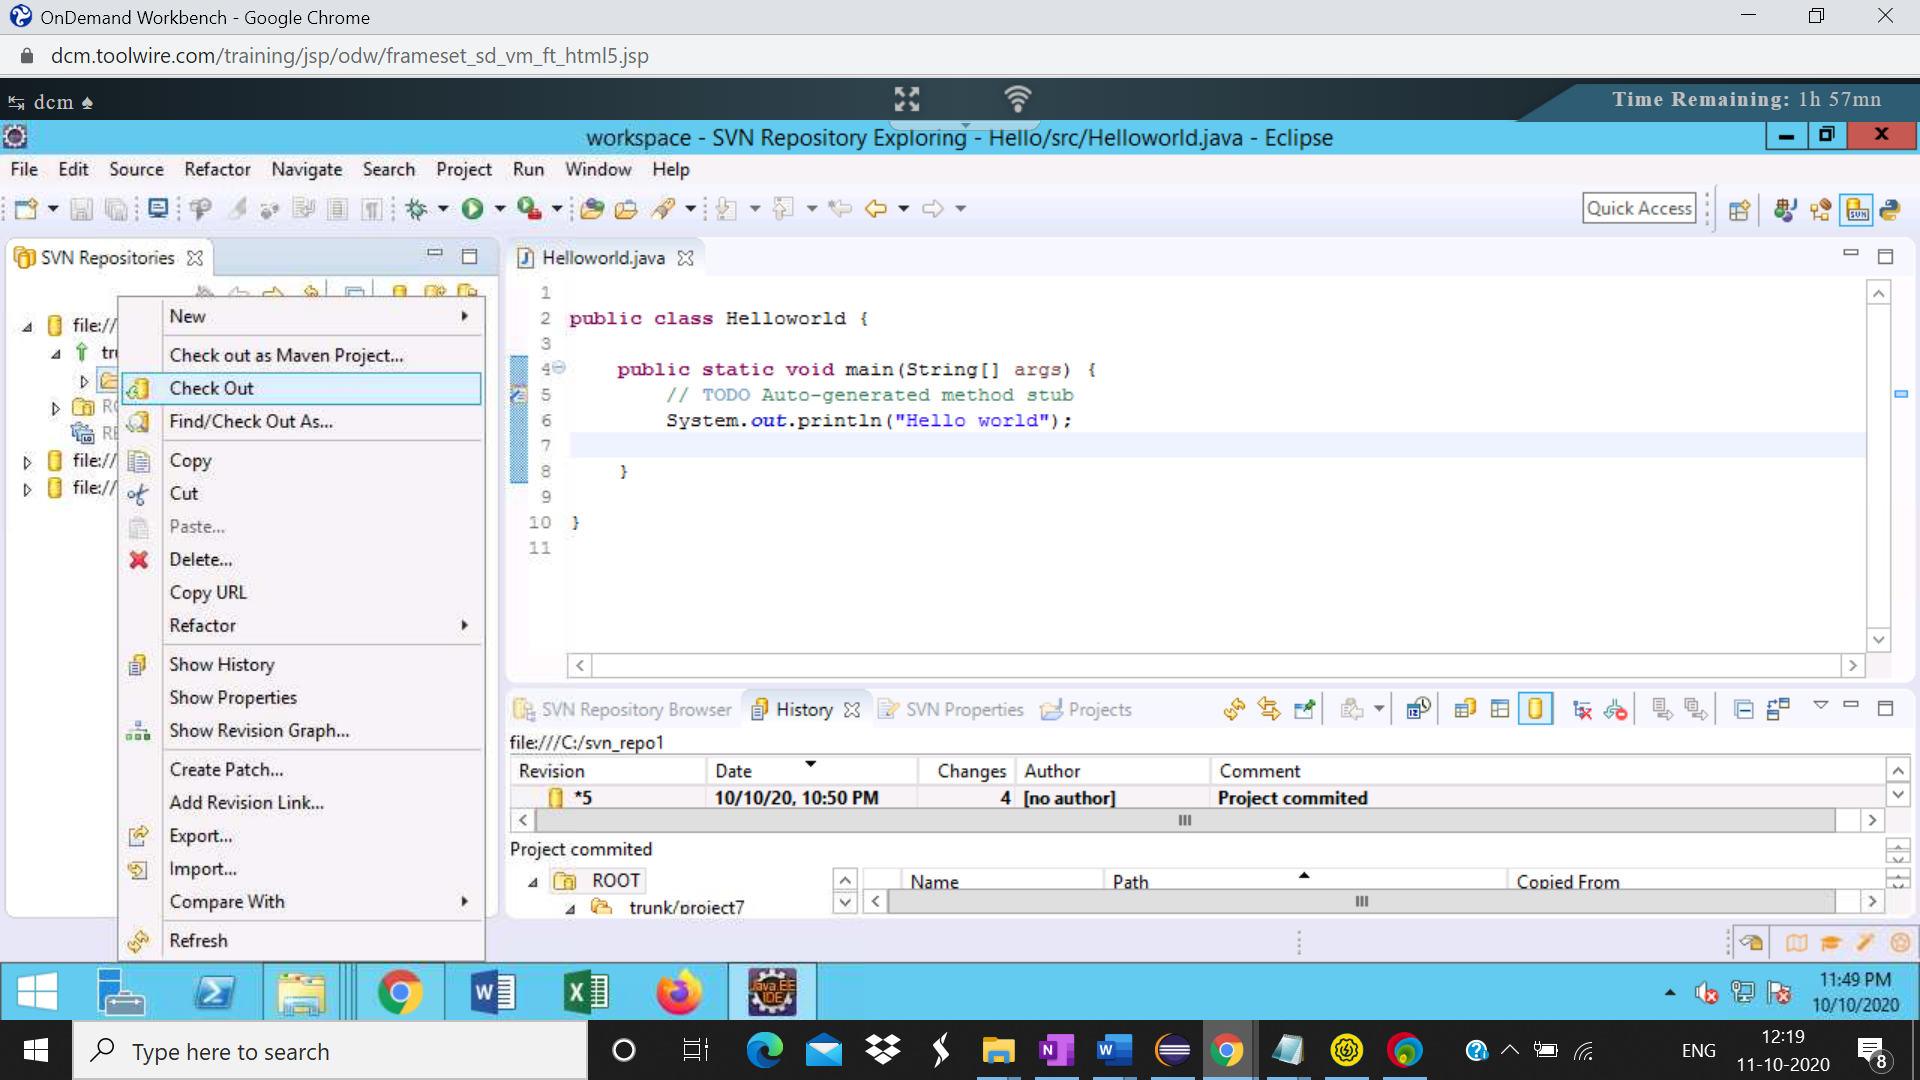 OnDemand Workbench - Google Chrome
dcm.toolwire.com/training/jsp/odw/frameset_sd_vm_ft_html5.jsp
dcm ♠
Time Remaining: 1h 57mn
workspace - SVN Repository Exploring - Hello/src/Helloworld.java - Eclipse
File Edit Source Refactor Navigate Search Project Run Window Help
Quick Access
SVN Repositories
file://
file://
file://
New
Check out as Maven Project...
Check Out
Find/Check Out As...
Copy
Cut
Paste...
Delete...
Copy URL
Refactor
Show History
Show Properties
Show Revision Graph...
Create Patch...
Add Revision Link...
Export...
Import...
Compare With
Refresh
Helloworld.java
1
2 public class Helloworld {
3
4 public static void main(String[] args) {
5 // TODO Auto-generated method stub
6 System.out.println("Hello world");
7
8 }
9
10 }
11
SVN Repository Browser History SVN Properties Projects
file:///C:/svn_repo1
Revision Date Changes Author Comment
*5 10/10/20, 10:50 PM 4 [no author] Project commited
Project commited
ROOT
trunk/project7
Name Path Copied From
Java EE
IDE
11:49 PM
10/10/2020
Type here to search
ENG
12:19
11-10-2020
8